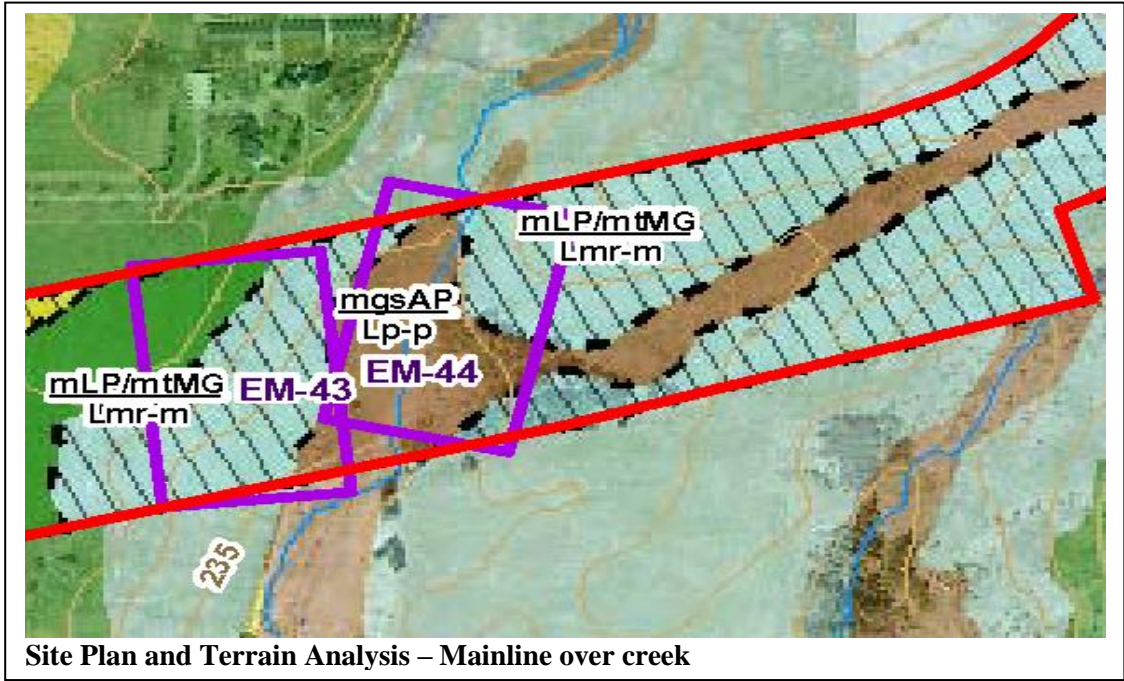 mLP/mtMG
Lmr-m
mgsAP
Lp-p
EM-44
mLP/mtMG
Lmr-m
EM-43
235
Site Plan and Terrain Analysis – Mainline over creek